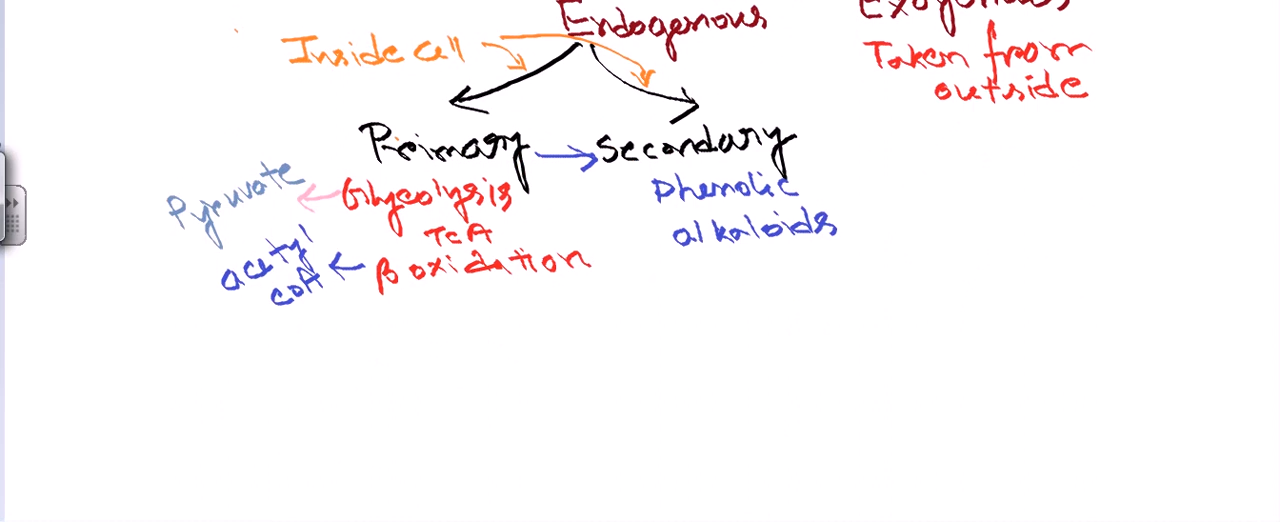 Endogenous
Exogenous
Inside cell
Taken from
outside
Primary → Secondary
Pyruvate ← Glycolysis
Phenolic
TCA
alkaloids
acetyl
CoA ← β oxidation